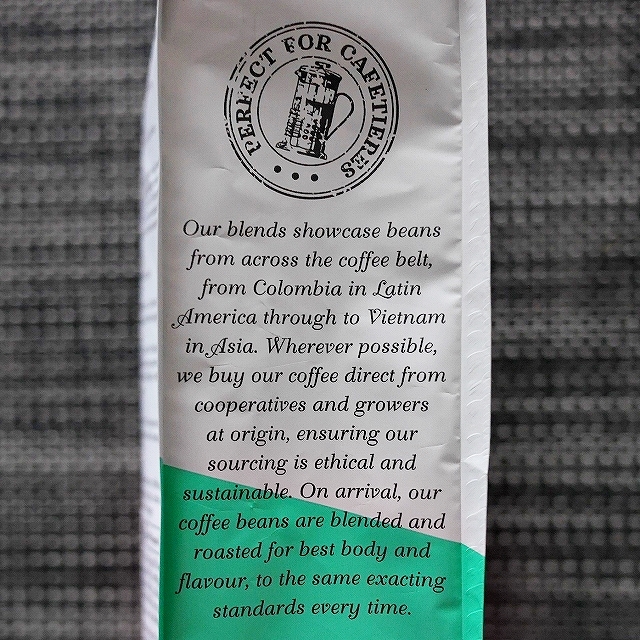 PERFECT FOR CAFETIERES
Our blends showcase beans
from across the coffee belt,
from Colombia in Latin
America through to Vietnam
in Asia. Wherever possible,
we buy our coffee direct from
cooperatives and growers
at origin, ensuring our
sourcing is ethical and
sustainable. On arrival, our
coffee beans are blended and
roasted for best body and
flavour, to the same exacting
standards every time.